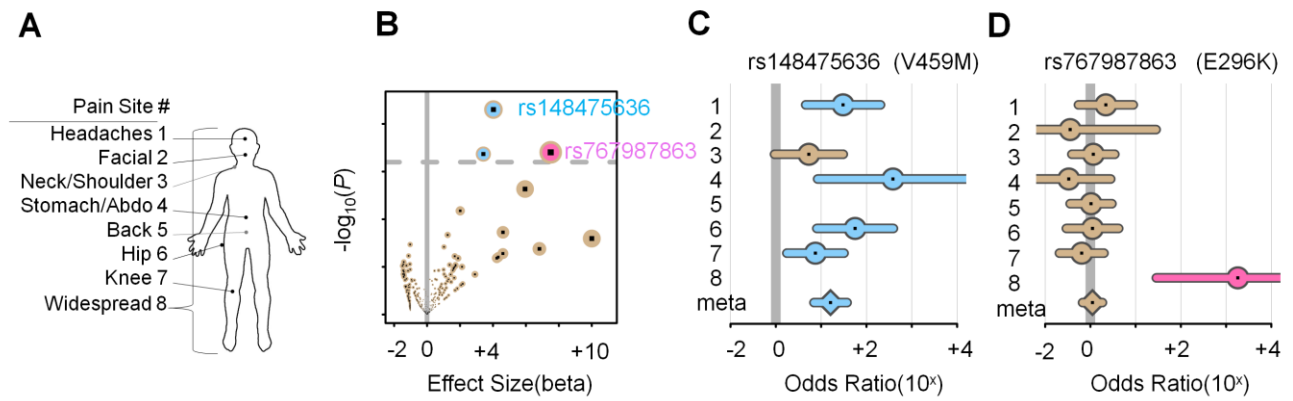 A
Pain Site #
Headaches 1
Facial 2
Neck/Shoulder 3
Stomach/Abdo 4
Back 5
Hip 6
Knee 7
Widespread 8
B
rs148475636
rs767987863
-log10(P)
-2 0 +4 +10
Effect Size(beta)
C
rs148475636 (V459M)
1
2
3
4
5
6
7
8
meta
-2 0 +2 +4
Odds Ratio(10ˣ)
D
rs767987863 (E296K)
1
2
3
4
5
6
7
8
meta
-2 0 +2 +4
Odds Ratio(10ˣ)